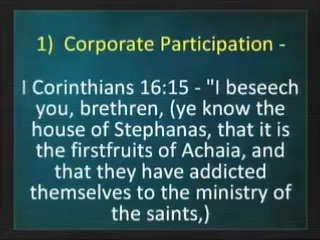 1)  Corporate Participation -
I Corinthians 16:15 - "I beseech
you, brethren, (ye know the
house of Stephanas, that it is
the firstfruits of Achaia, and
that they have addicted
themselves to the ministry of
the saints,)